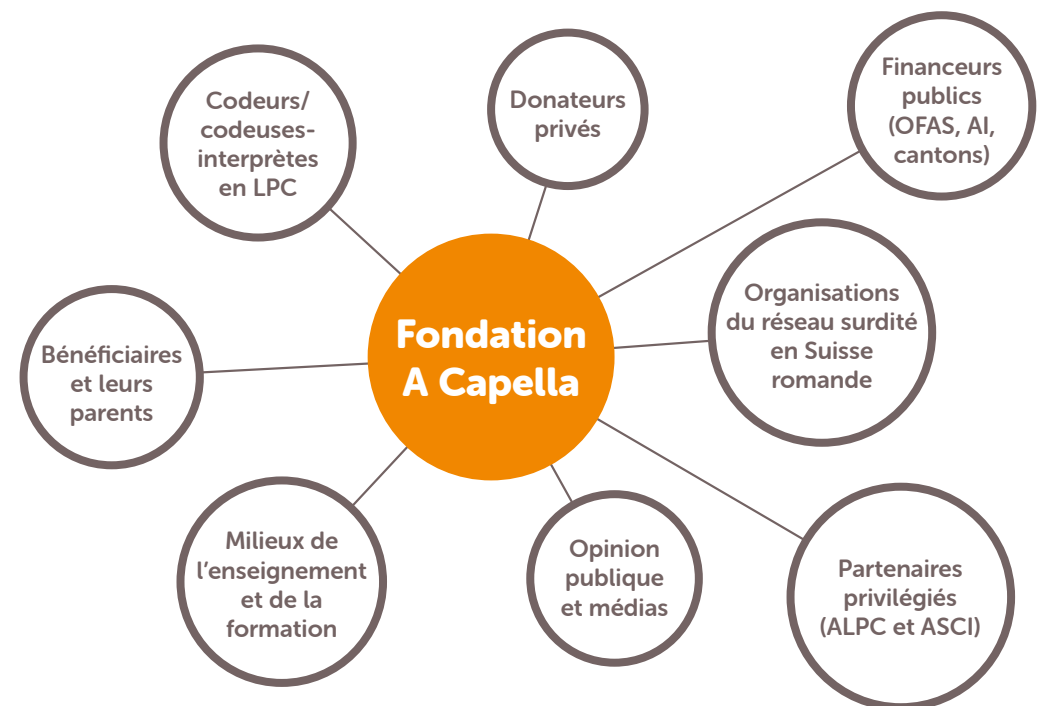 Codeurs/
codeuses-
interprètes
en LPC
Donateurs
privés
Financeurs
publics
(OFAS, AI,
cantons)
Fondation
A Capella
Organisations
du réseau surdité
en Suisse
romande
Bénéficiaires
et leurs
parents
Milieux de
l’enseignement
et de la
formation
Opinion
publique
et médias
Partenaires
privilégiés
(ALPC et ASCI)